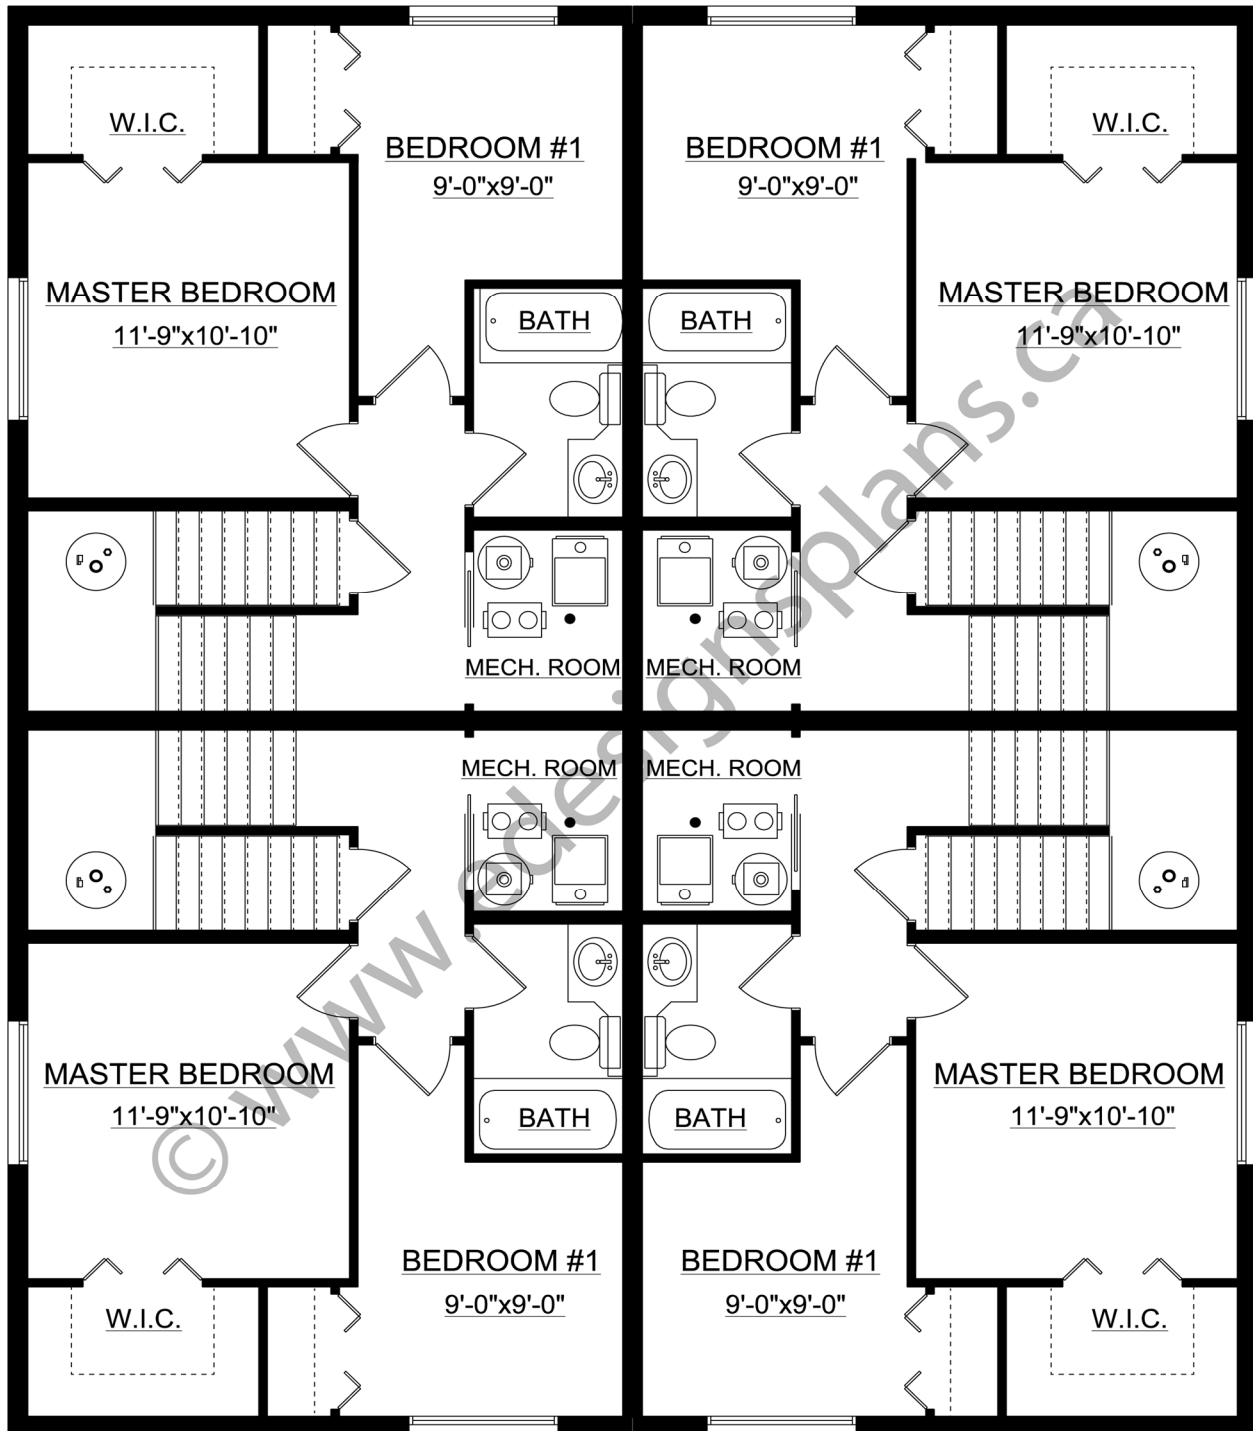 W.I.C.
BEDROOM #1
9'-0"x9'-0"
MASTER BEDROOM
11'-9"x10'-10"
BATH
MECH. ROOM
BEDROOM #1
9'-0"x9'-0"
W.I.C.
MASTER BEDROOM
11'-9"x10'-10"
BATH
MECH. ROOM
MECH. ROOM
MASTER BEDROOM
11'-9"x10'-10"
BATH
BEDROOM #1
9'-0"x9'-0"
W.I.C.
MECH. ROOM
MASTER BEDROOM
11'-9"x10'-10"
BATH
BEDROOM #1
9'-0"x9'-0"
W.I.C.
© www.edesignsplans.ca